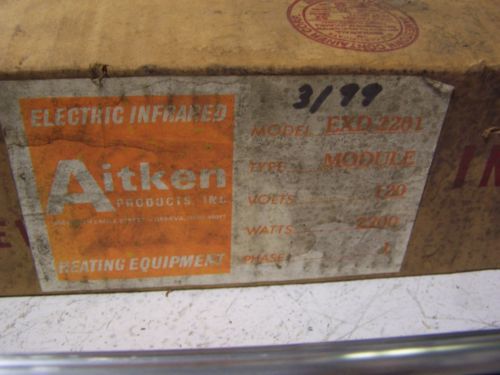 3/99
ELECTRIC INFRARED
Aitken
PRODUCTS, INC.
HEATING EQUIPMENT
MODEL EXD-2201
TYPE MODULE
VOLTS 120
WATTS 2200
PHASE 1